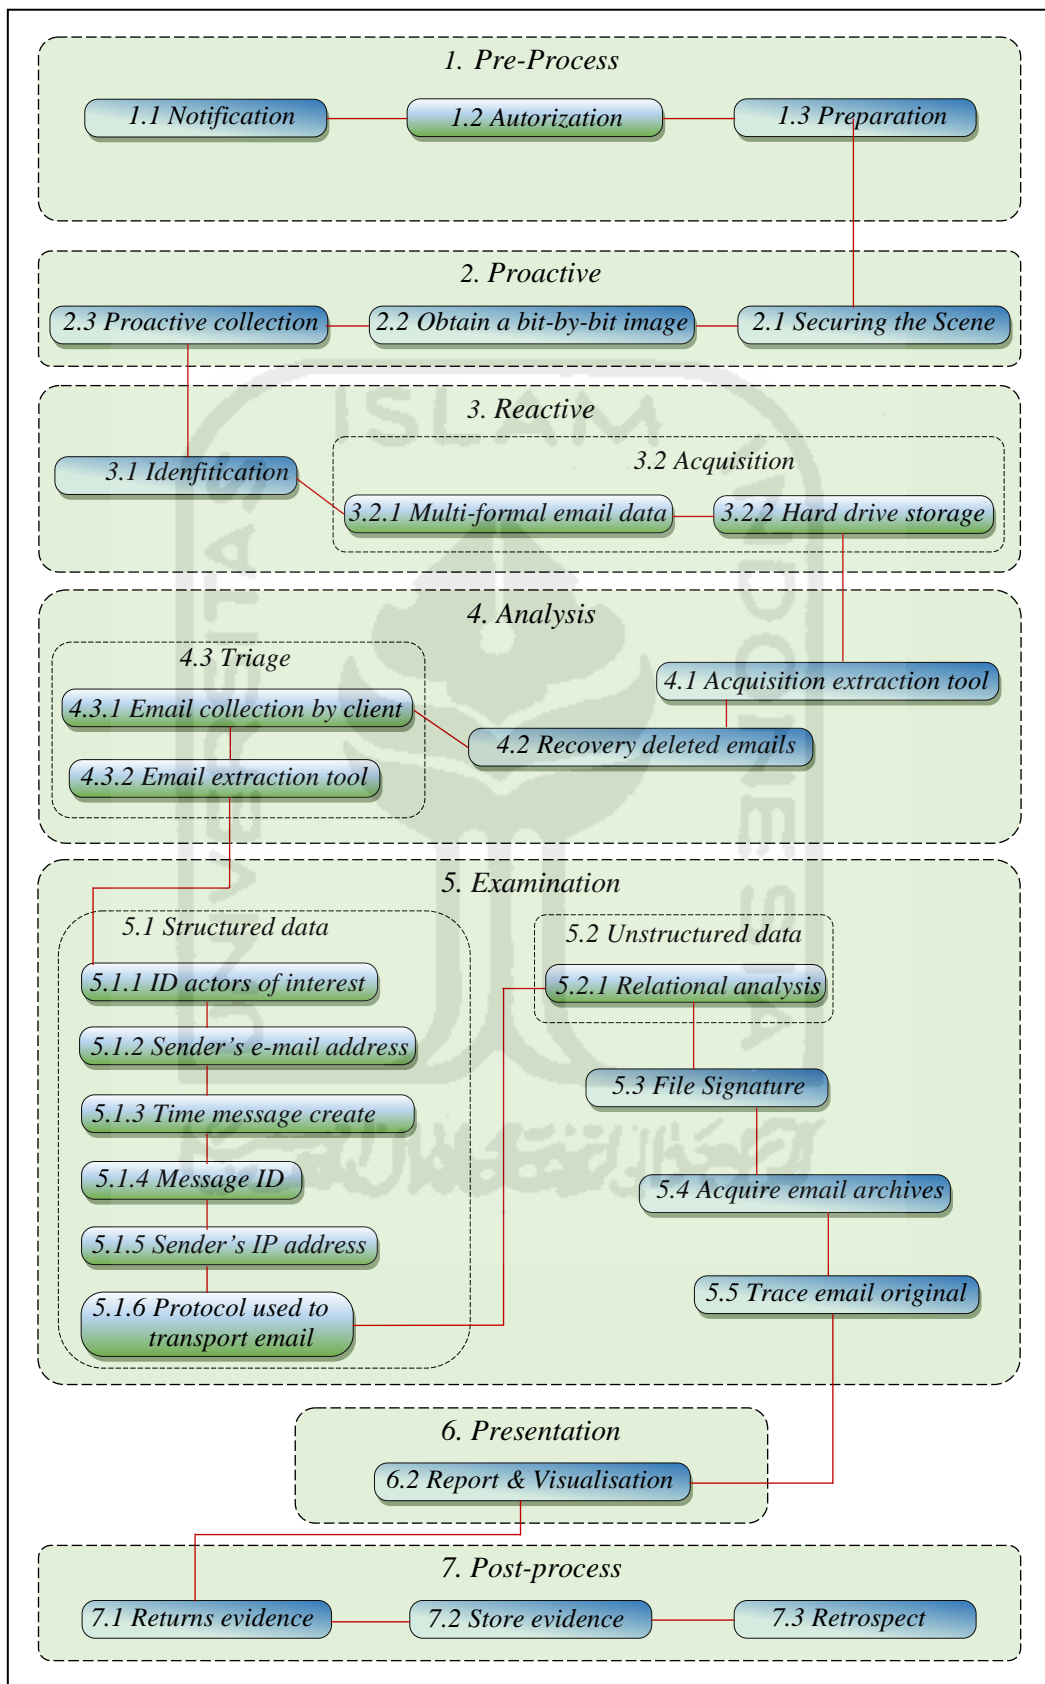 1. Pre-Process
1.1 Notification
1.2 Autorization
1.3 Preparation
2. Proactive
2.3 Proactive collection
2.2 Obtain a bit-by-bit image
2.1 Securing the Scene
3. Reactive
3.1 Idenfitication
3.2 Acquisition
3.2.1 Multi-formal email data
3.2.2 Hard drive storage
4. Analysis
4.3 Triage
4.1 Acquisition extraction tool
4.3.1 Email collection by client
4.2 Recovery deleted emails
4.3.2 Email extraction tool
5. Examination
5.1 Structured data
5.1.1 ID actors of interest
5.1.2 Sender's e-mail address
5.1.3 Time message create
5.1.4 Message ID
5.1.5 Sender's IP address
5.1.6 Protocol used to
transport email
5.2 Unstructured data
5.2.1 Relational analysis
5.3 File Signature
5.4 Acquire email archives
5.5 Trace email original
6. Presentation
6.2 Report & Visualisation
7. Post-process
7.1 Returns evidence
7.2 Store evidence
7.3 Retrospect
UNIVERSITAS
ISLAM
INDONESIA